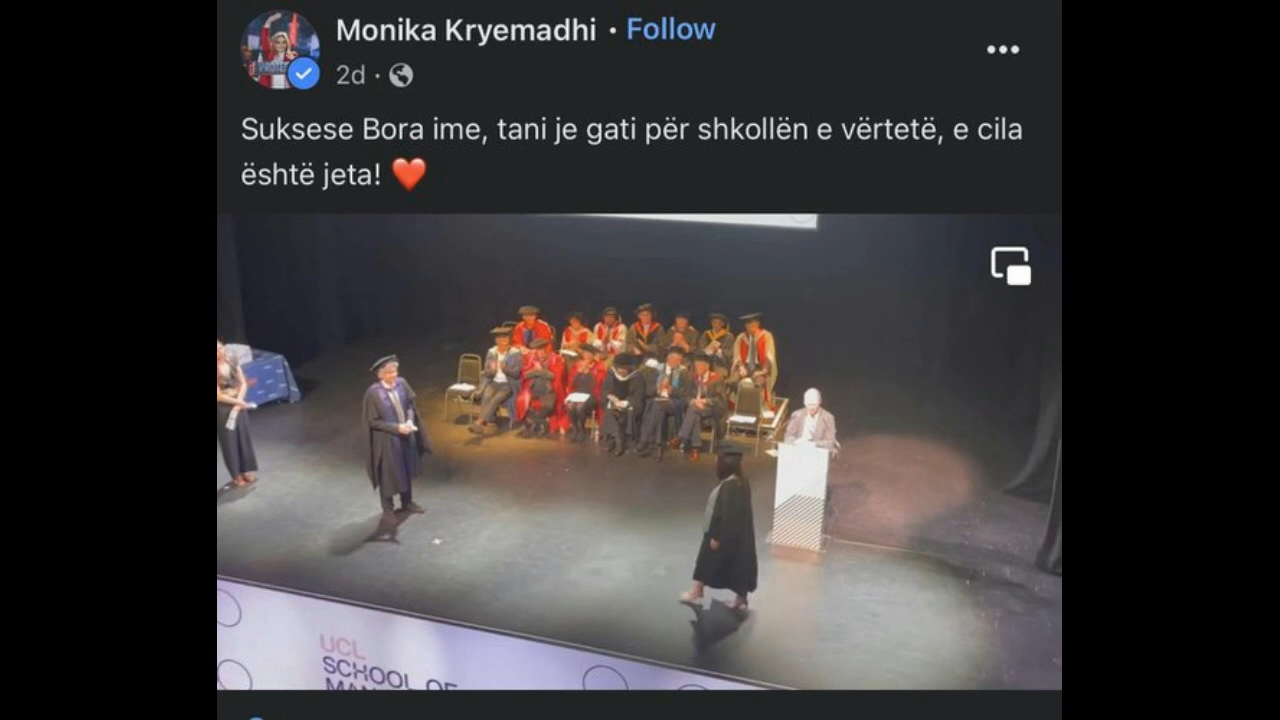 Monika Kryemadhi • Follow
2d ·
Suksese Bora ime, tani je gati për shkollën e vërtetë, e cila
është jeta! ❤️
UCL
SCHOOL OF